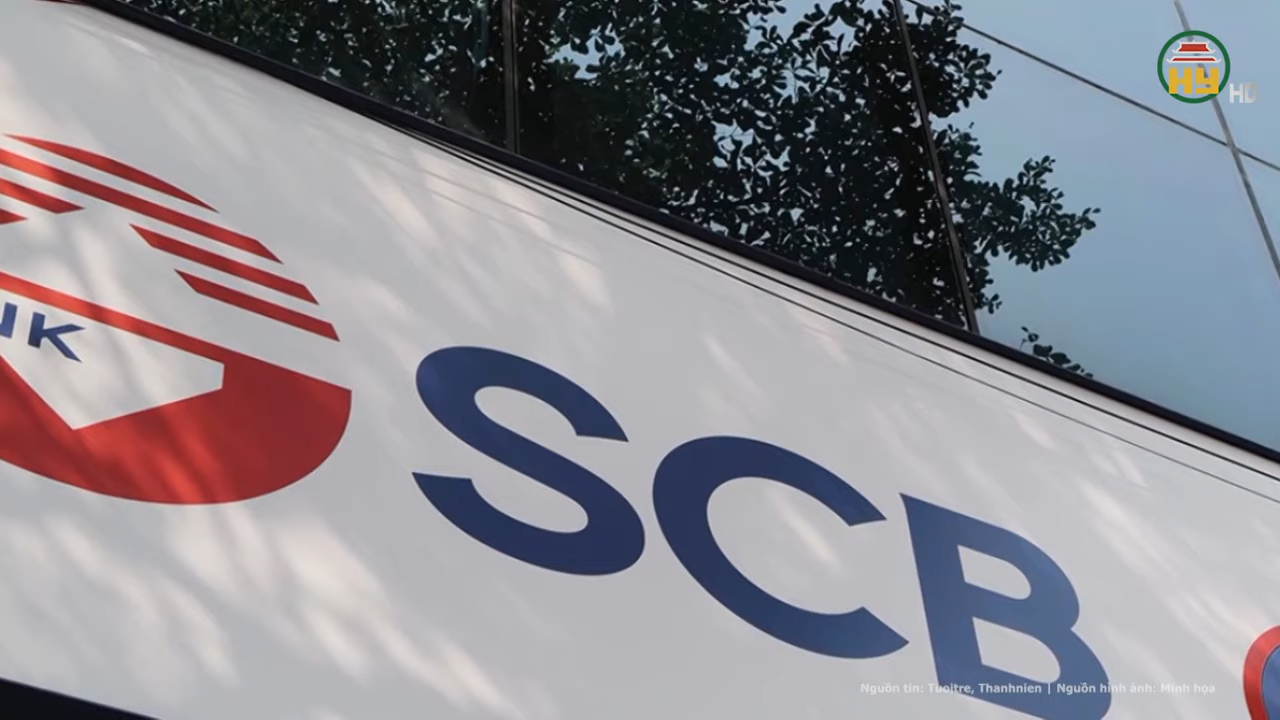 HY HD
NK
SCB
Nguồn tin: Tuoitre, Thanhnien | Nguồn hình ảnh: Minh họa